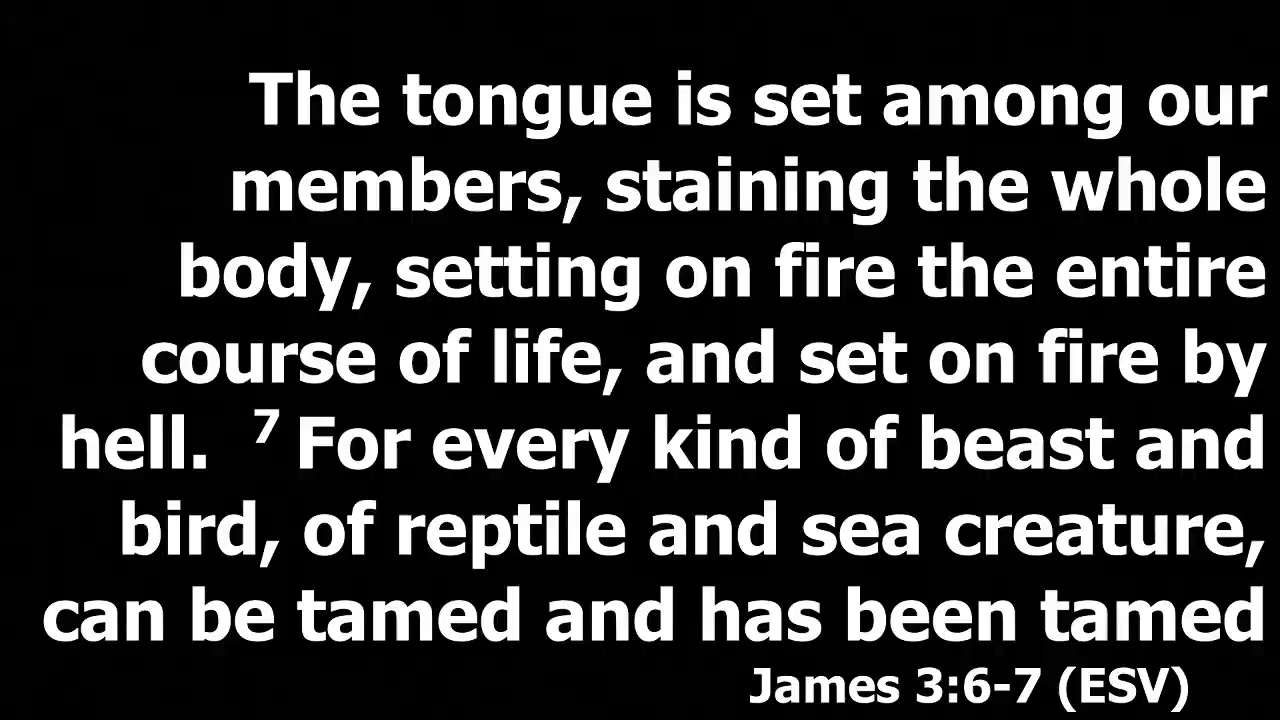 The tongue is set among our
members, staining the whole
body, setting on fire the entire
course of life, and set on fire by
hell. 7 For every kind of beast and
bird, of reptile and sea creature,
can be tamed and has been tamed
James 3:6-7 (ESV)